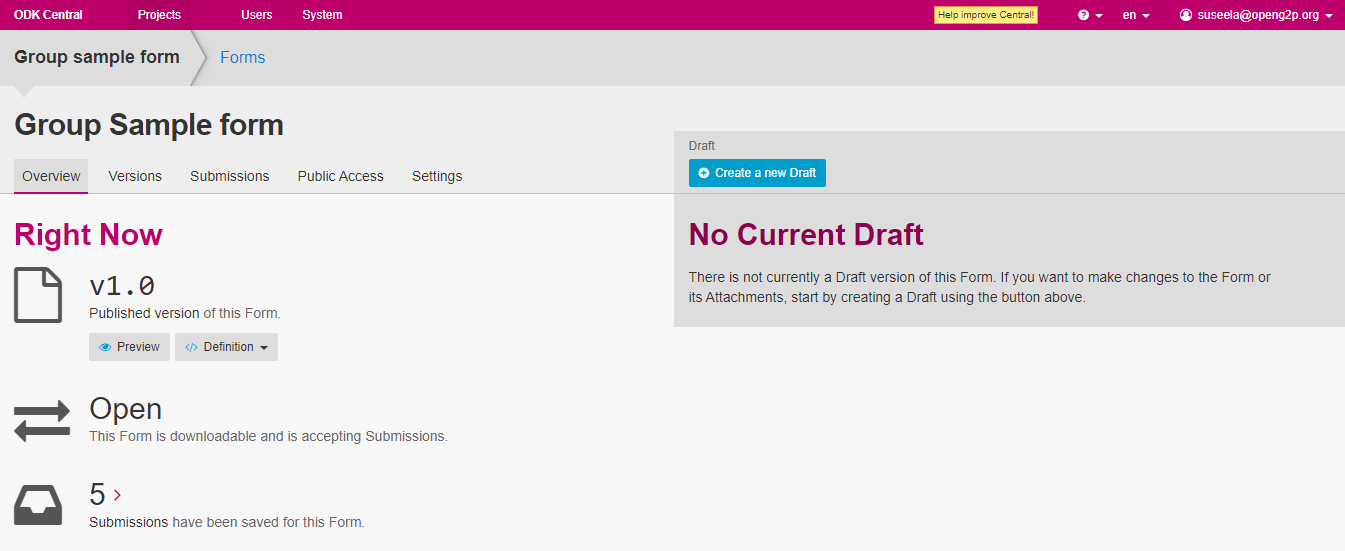 ODK Central Projects Users System Help improve Central! en suseela@openg2p.org
Group sample form Forms
Group Sample form
Draft
Create a new Draft
Overview Versions Submissions Public Access Settings
Right Now
v1.0
Published version of this Form.
Preview </> Definition
Open
This Form is downloadable and is accepting Submissions.
5
Submissions have been saved for this Form.
No Current Draft
There is not currently a Draft version of this Form. If you want to make changes to the Form or
its Attachments, start by creating a Draft using the button above.